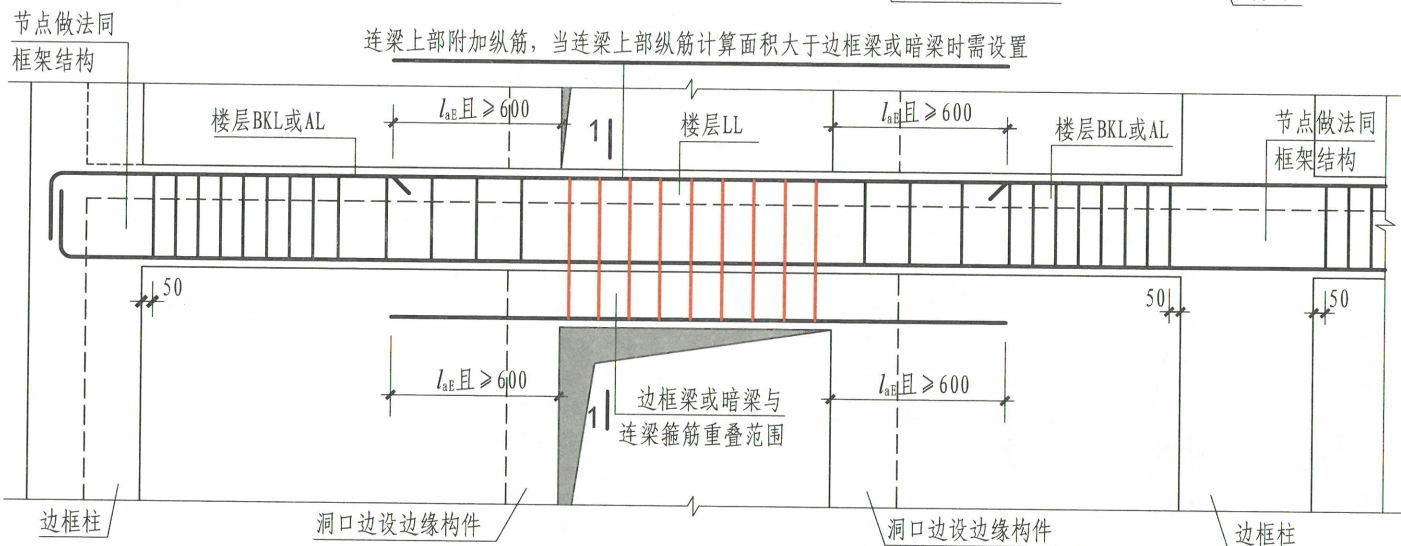 节点做法同
框架结构
连梁上部附加纵筋，当连梁上部纵筋计算面积大于边框梁或暗梁时需设置
laE且≥600
laE且≥600
楼层BKL或AL
1
楼层LL
楼层BKL或AL
节点做法同
框架结构
50
50
50
laE且≥600
laE且≥600
1
边框梁或暗梁与
连梁箍筋重叠范围
边框柱
洞口边设边缘构件
洞口边设边缘构件
边框柱